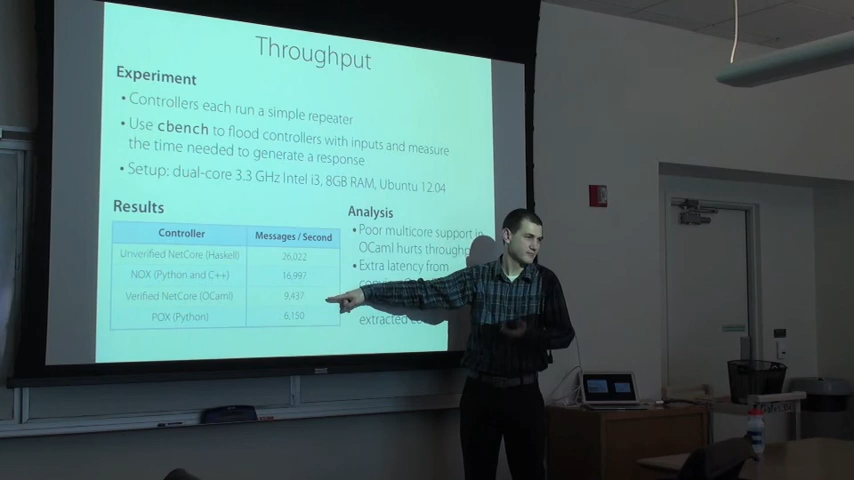 Throughput
Experiment
• Controllers each run a simple repeater
• Use cbench to flood controllers with inputs and measure
the time needed to generate a response
• Setup: dual-core 3.3 GHz Intel i3, 8GB RAM, Ubuntu 12.04
Results
Controller Messages / Second
Unverified NetCore (Haskell) 26,022
NOX (Python and C++) 16,997
Verified NetCore (OCaml) 9,437
POX (Python) 6,150
Analysis
• Poor multicore support in
OCaml hurts
• Extra latency from
extracted